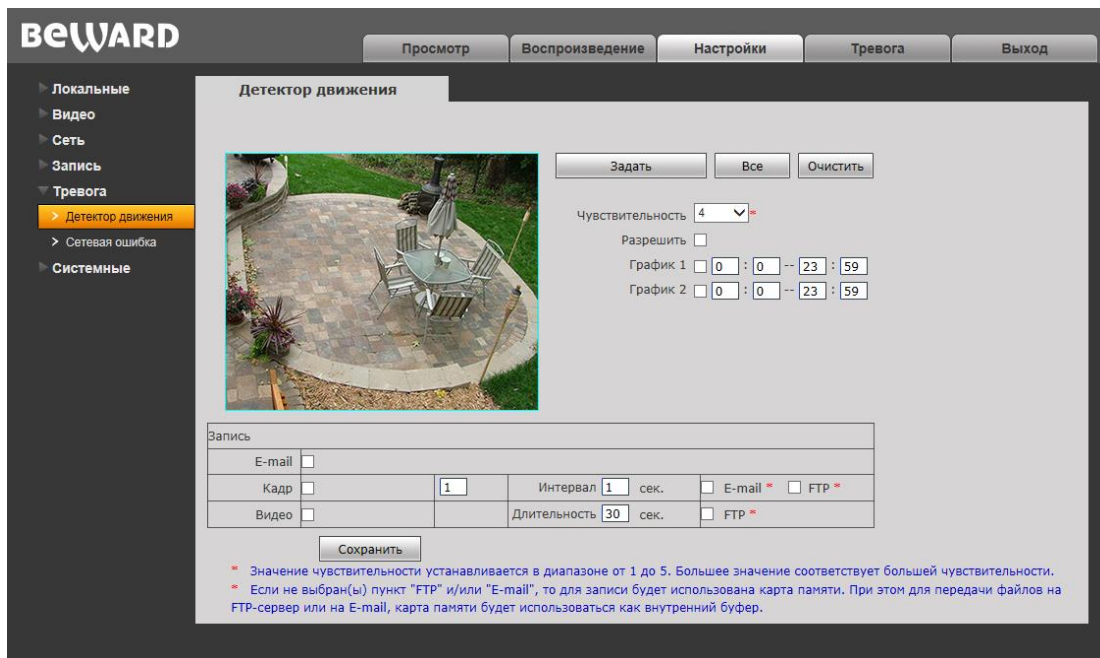 BEWARD
Просмотр Воспроизведение Настройки Тревога Выход
Локальные
Видео
Сеть
Запись
Тревога
> Детектор движения
> Сетевая ошибка
Системные
Детектор движения
Задать Все Очистить
Чувствительность 4 *
Разрешить
График 1 0 : 0 -- 23 : 59
График 2 0 : 0 -- 23 : 59
Запись
E-mail
Кадр 1 Интервал 1 сек. E-mail * FTP *
Видео Длительность 30 сек. FTP *
Сохранить
* Значение чувствительности устанавливается в диапазоне от 1 до 5. Большее значение соответствует большей чувствительности.
* Если не выбран(ы) пункт "FTP" и/или "E-mail", то для записи будет использована карта памяти. При этом для передачи файлов на
FTP-сервер или на E-mail, карта памяти будет использоваться как внутренний буфер.